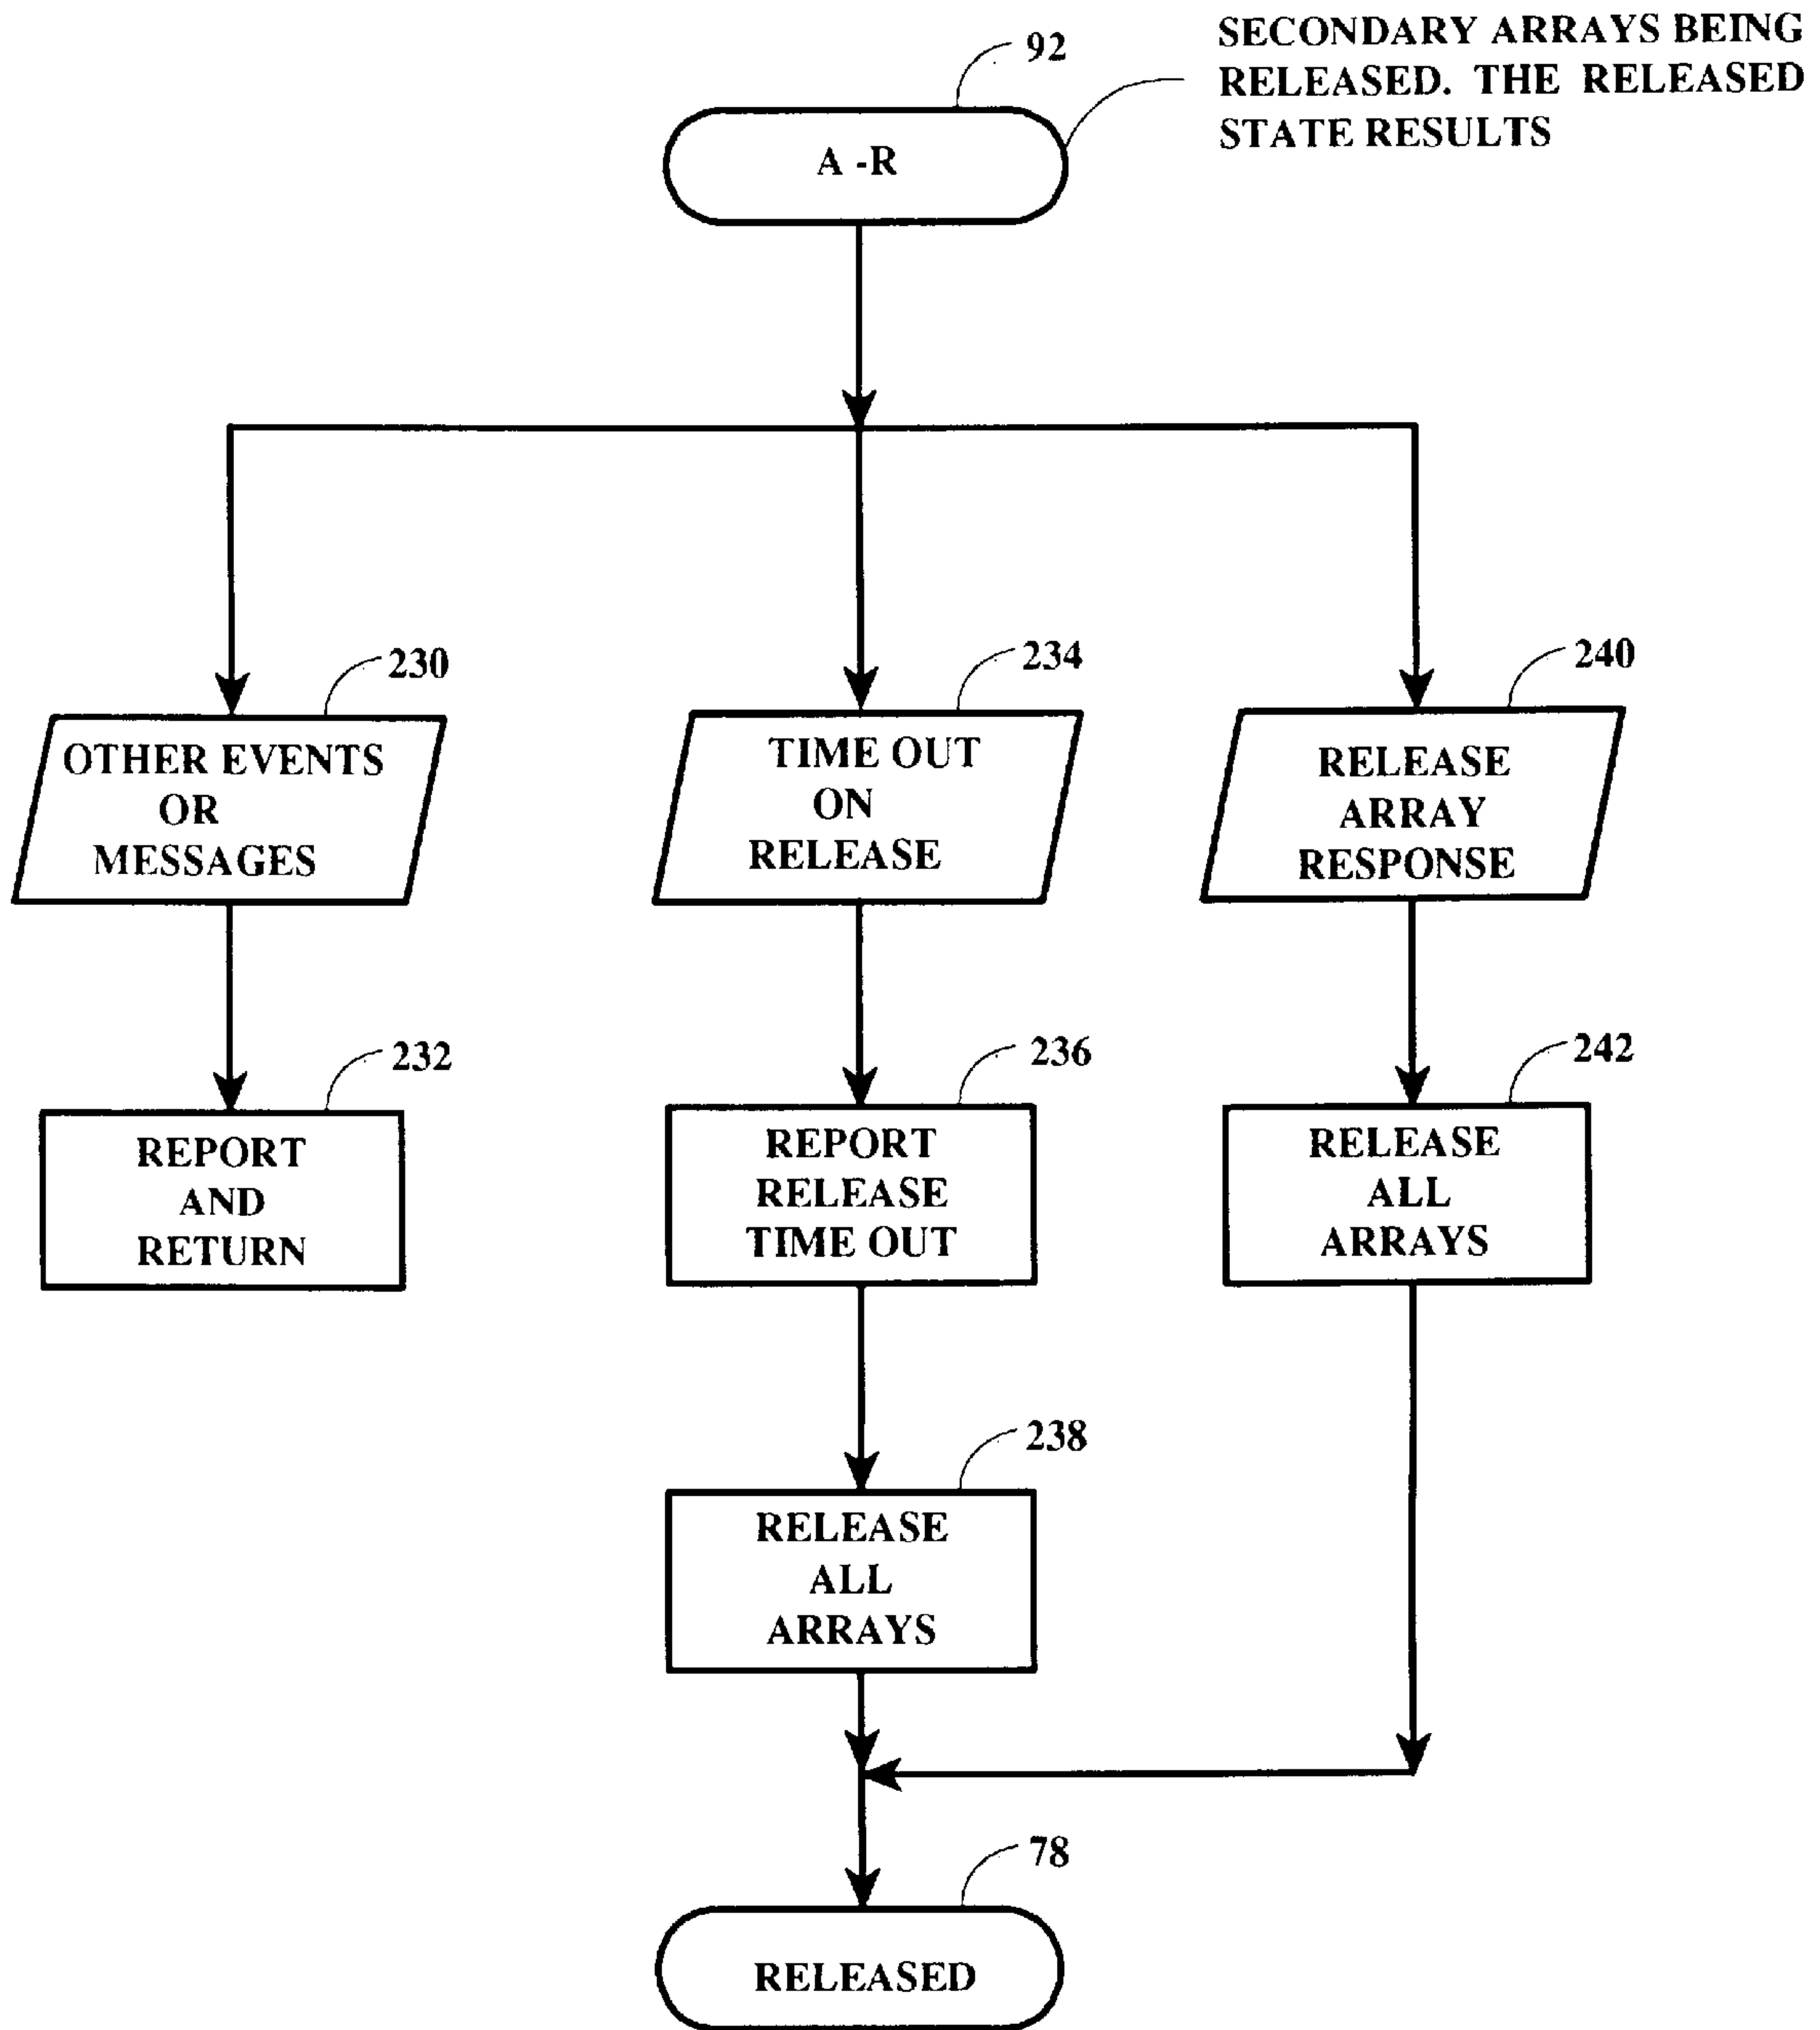 92
SECONDARY ARRAYS BEING
RELEASED. THE RELEASED
STATE RESULTS
A -R
230
OTHER EVENTS
OR
MESSAGES
234
TIME OUT
ON
RELEASE
240
RELEASE
ARRAY
RESPONSE
232
REPORT
AND
RETURN
236
REPORT
RELEASE
TIME OUT
242
RELEASE
ALL
ARRAYS
238
RELEASE
ALL
ARRAYS
78
RELEASED